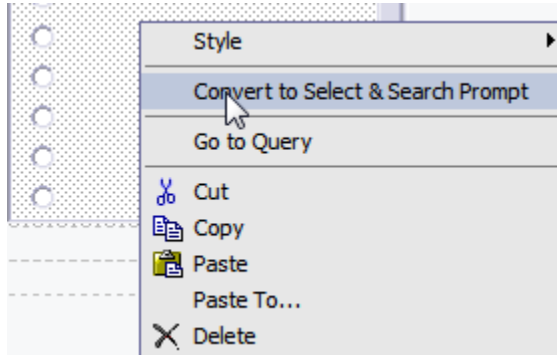 Style
Convert to Select & Search Prompt
Go to Query
Cut
Copy
Paste
Paste To...
Delete